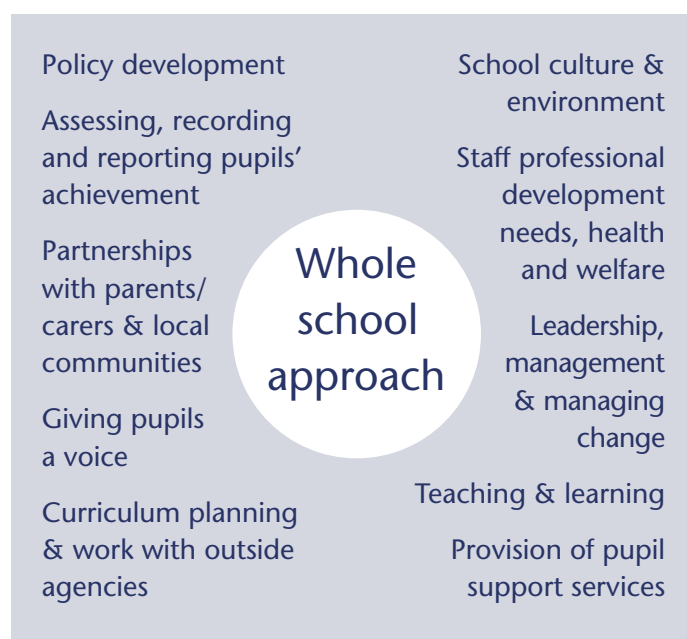 Policy development
Assessing, recording
and reporting pupils’
achievement
Partnerships
with parents/
carers & local
communities
Giving pupils
a voice
Curriculum planning
& work with outside
agencies
Whole
school
approach
School culture &
environment
Staff professional
development
needs, health
and welfare
Leadership,
management
& managing
change
Teaching & learning
Provision of pupil
support services